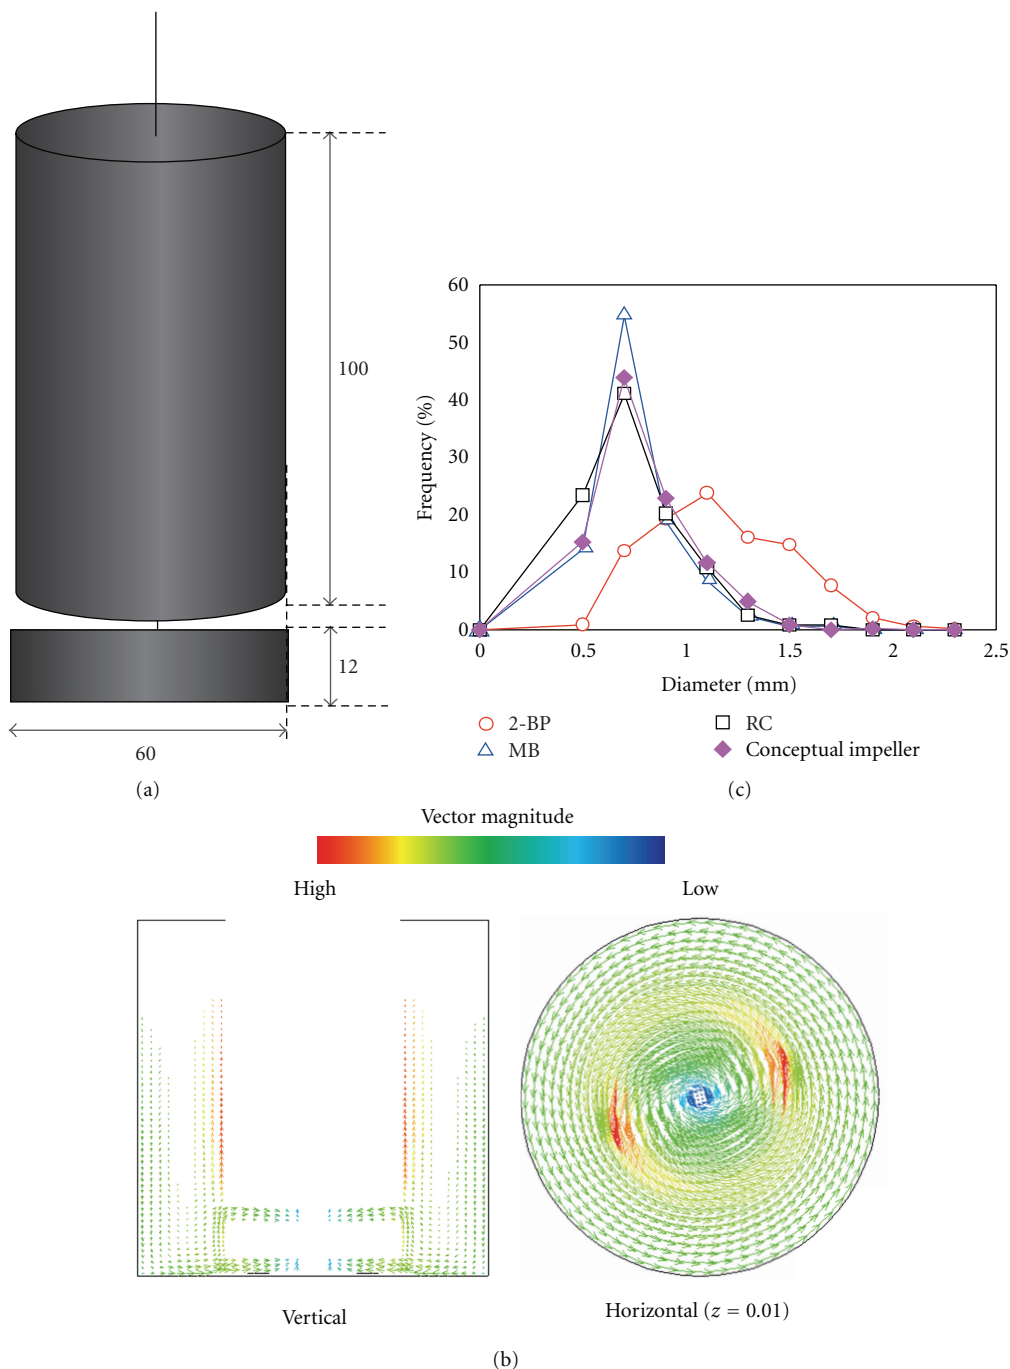 100
12
60
(a)
60
50
40
30
20
10
0
Frequency (%)
0
0.5
1
1.5
2
2.5
Diameter (mm)
2-BP
RC
MB
Conceptual impeller
(c)
Vector magnitude
High
Low
Vertical
Horizontal (z = 0.01)
(b)